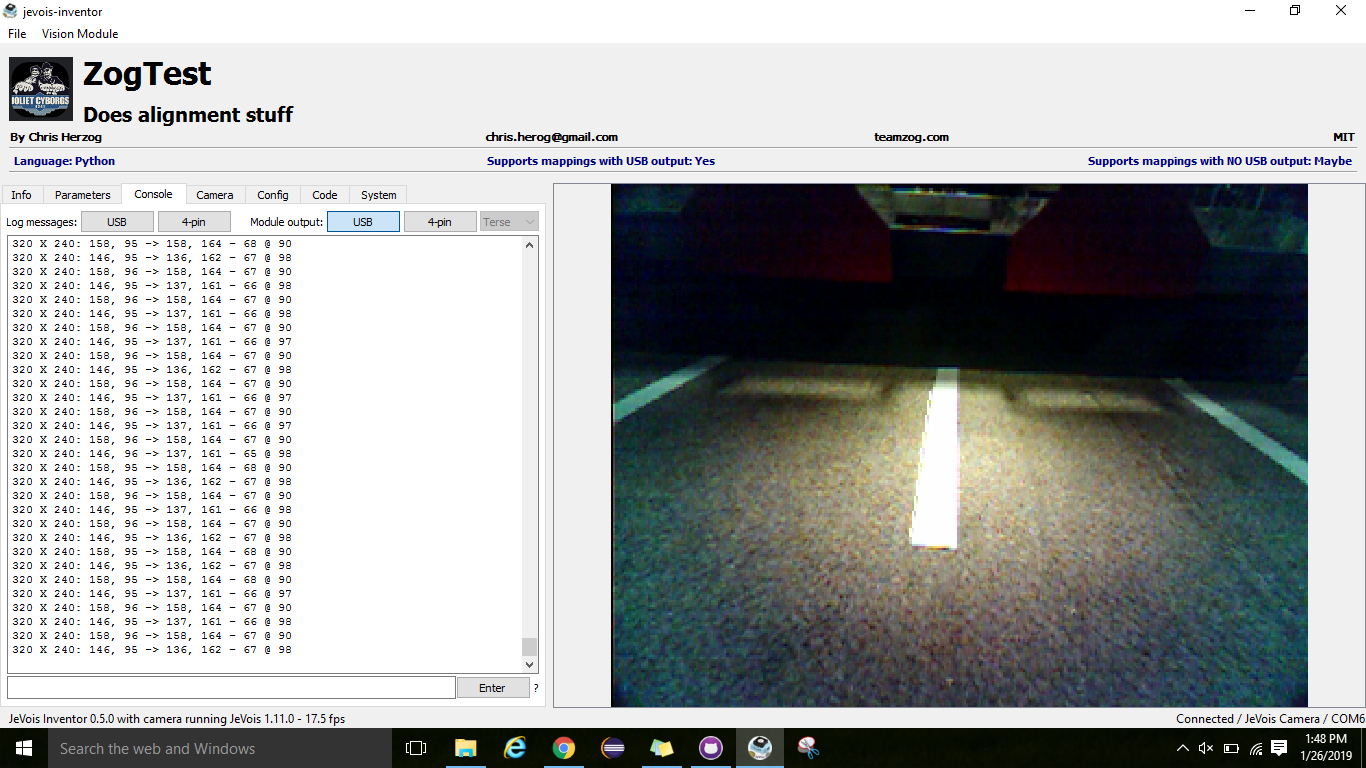 jevois-inventor
File Vision Module
JOLIET CYBORGS
ZogTest
Does alignment stuff
By Chris Herzog chris.herog@gmail.com teamzog.com MIT
Language: Python Supports mappings with USB output: Yes Supports mappings with NO USB output: Maybe
Info Parameters Console Camera Config Code System
Log messages: USB 4-pin Module output: USB 4-pin Terse
320 X 240: 158, 95 -> 158, 164 - 68 @ 90
320 X 240: 146, 95 -> 136, 162 - 67 @ 98
320 X 240: 158, 96 -> 158, 164 - 67 @ 90
320 X 240: 146, 95 -> 137, 161 - 66 @ 98
320 X 240: 158, 96 -> 158, 164 - 67 @ 90
320 X 240: 146, 95 -> 137, 161 - 66 @ 98
320 X 240: 158, 96 -> 158, 164 - 67 @ 90
320 X 240: 146, 95 -> 137, 161 - 66 @ 97
320 X 240: 158, 96 -> 158, 164 - 67 @ 90
320 X 240: 146, 95 -> 136, 162 - 67 @ 98
320 X 240: 158, 96 -> 158, 164 - 67 @ 90
320 X 240: 146, 95 -> 137, 161 - 66 @ 97
320 X 240: 158, 96 -> 158, 164 - 67 @ 90
320 X 240: 146, 95 -> 137, 161 - 66 @ 97
320 X 240: 158, 96 -> 158, 164 - 67 @ 90
320 X 240: 146, 96 -> 137, 161 - 65 @ 98
320 X 240: 158, 95 -> 158, 164 - 68 @ 90
320 X 240: 146, 95 -> 136, 162 - 67 @ 98
320 X 240: 158, 96 -> 158, 164 - 67 @ 90
320 X 240: 146, 95 -> 137, 161 - 66 @ 98
320 X 240: 158, 96 -> 158, 164 - 67 @ 90
320 X 240: 146, 95 -> 136, 162 - 67 @ 98
320 X 240: 158, 95 -> 158, 164 - 68 @ 90
320 X 240: 146, 95 -> 136, 162 - 67 @ 98
320 X 240: 158, 95 -> 158, 164 - 68 @ 90
320 X 240: 146, 95 -> 137, 161 - 66 @ 97
320 X 240: 158, 96 -> 158, 164 - 67 @ 90
320 X 240: 146, 95 -> 137, 161 - 66 @ 98
320 X 240: 158, 96 -> 158, 164 - 67 @ 90
320 X 240: 146, 95 -> 136, 162 - 67 @ 98
Enter ?
JeVois Inventor 0.5.0 with camera running JeVois 1.11.0 - 17.5 fps Connected / JeVois Camera / COM6
Search the web and Windows
1:48 PM
1/26/2019